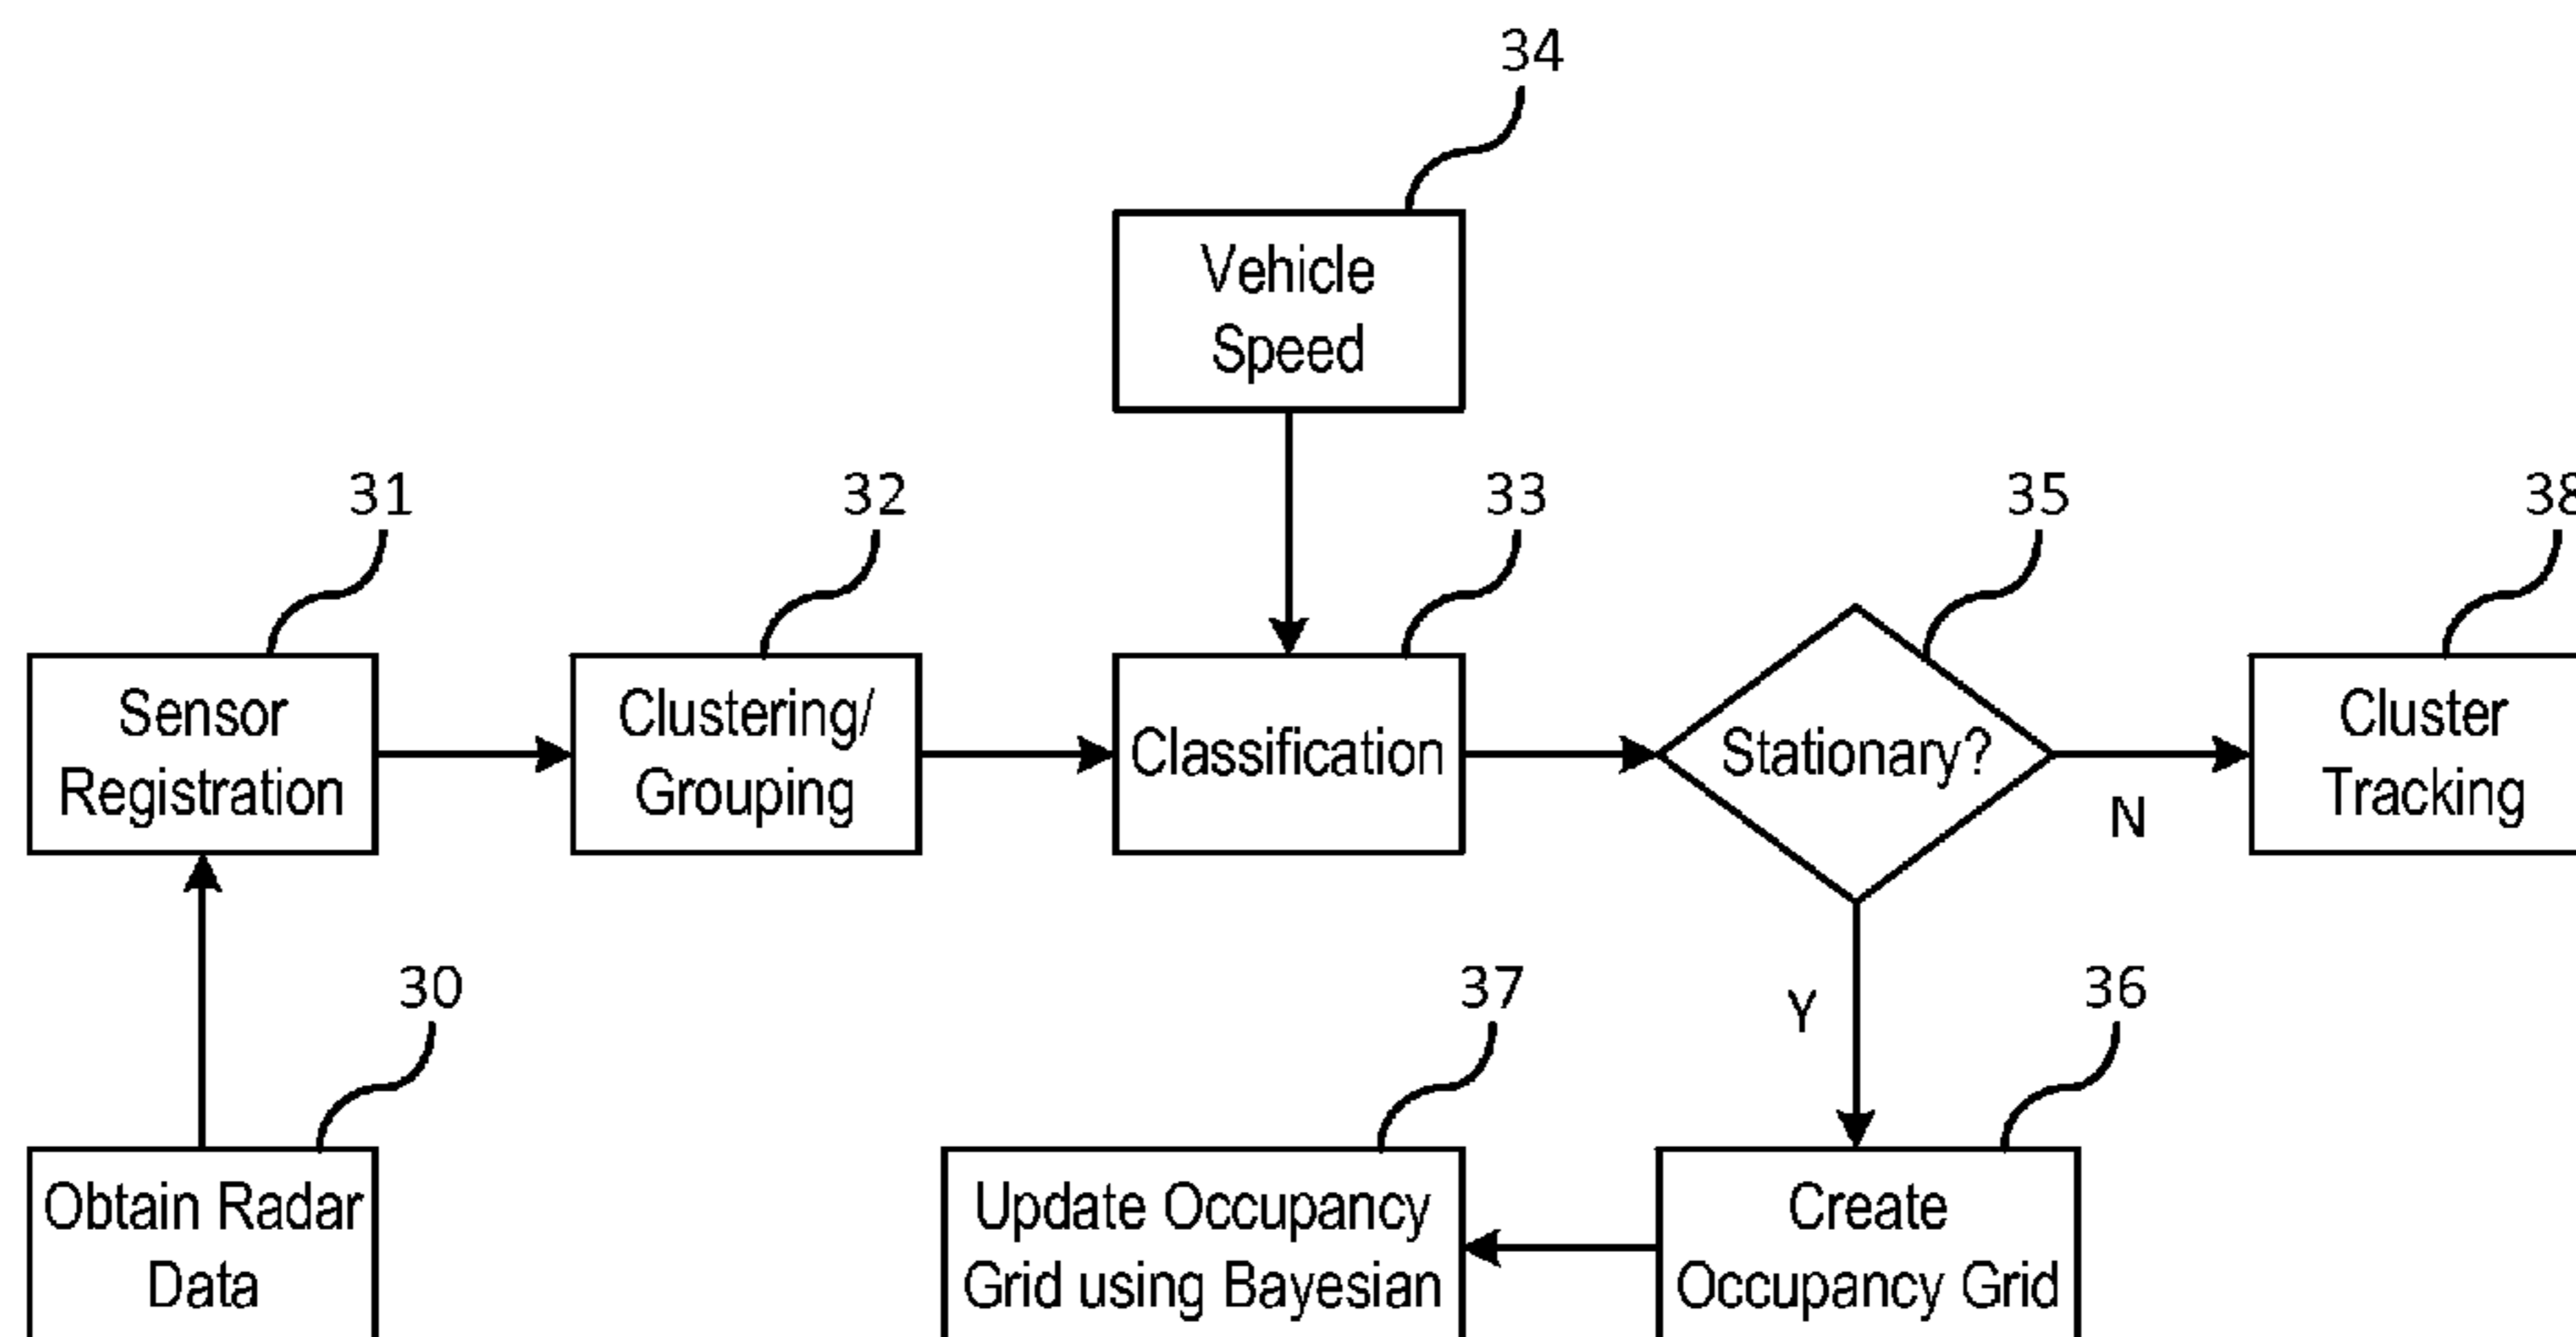 34
Vehicle
Speed
31
32
33
35
38
Sensor
Registration
Clustering/
Grouping
Classification
Stationary?
N
Cluster
Tracking
30
37
Y
36
Obtain Radar
Data
Update Occupancy
Grid using Bayesian
Create
Occupancy Grid